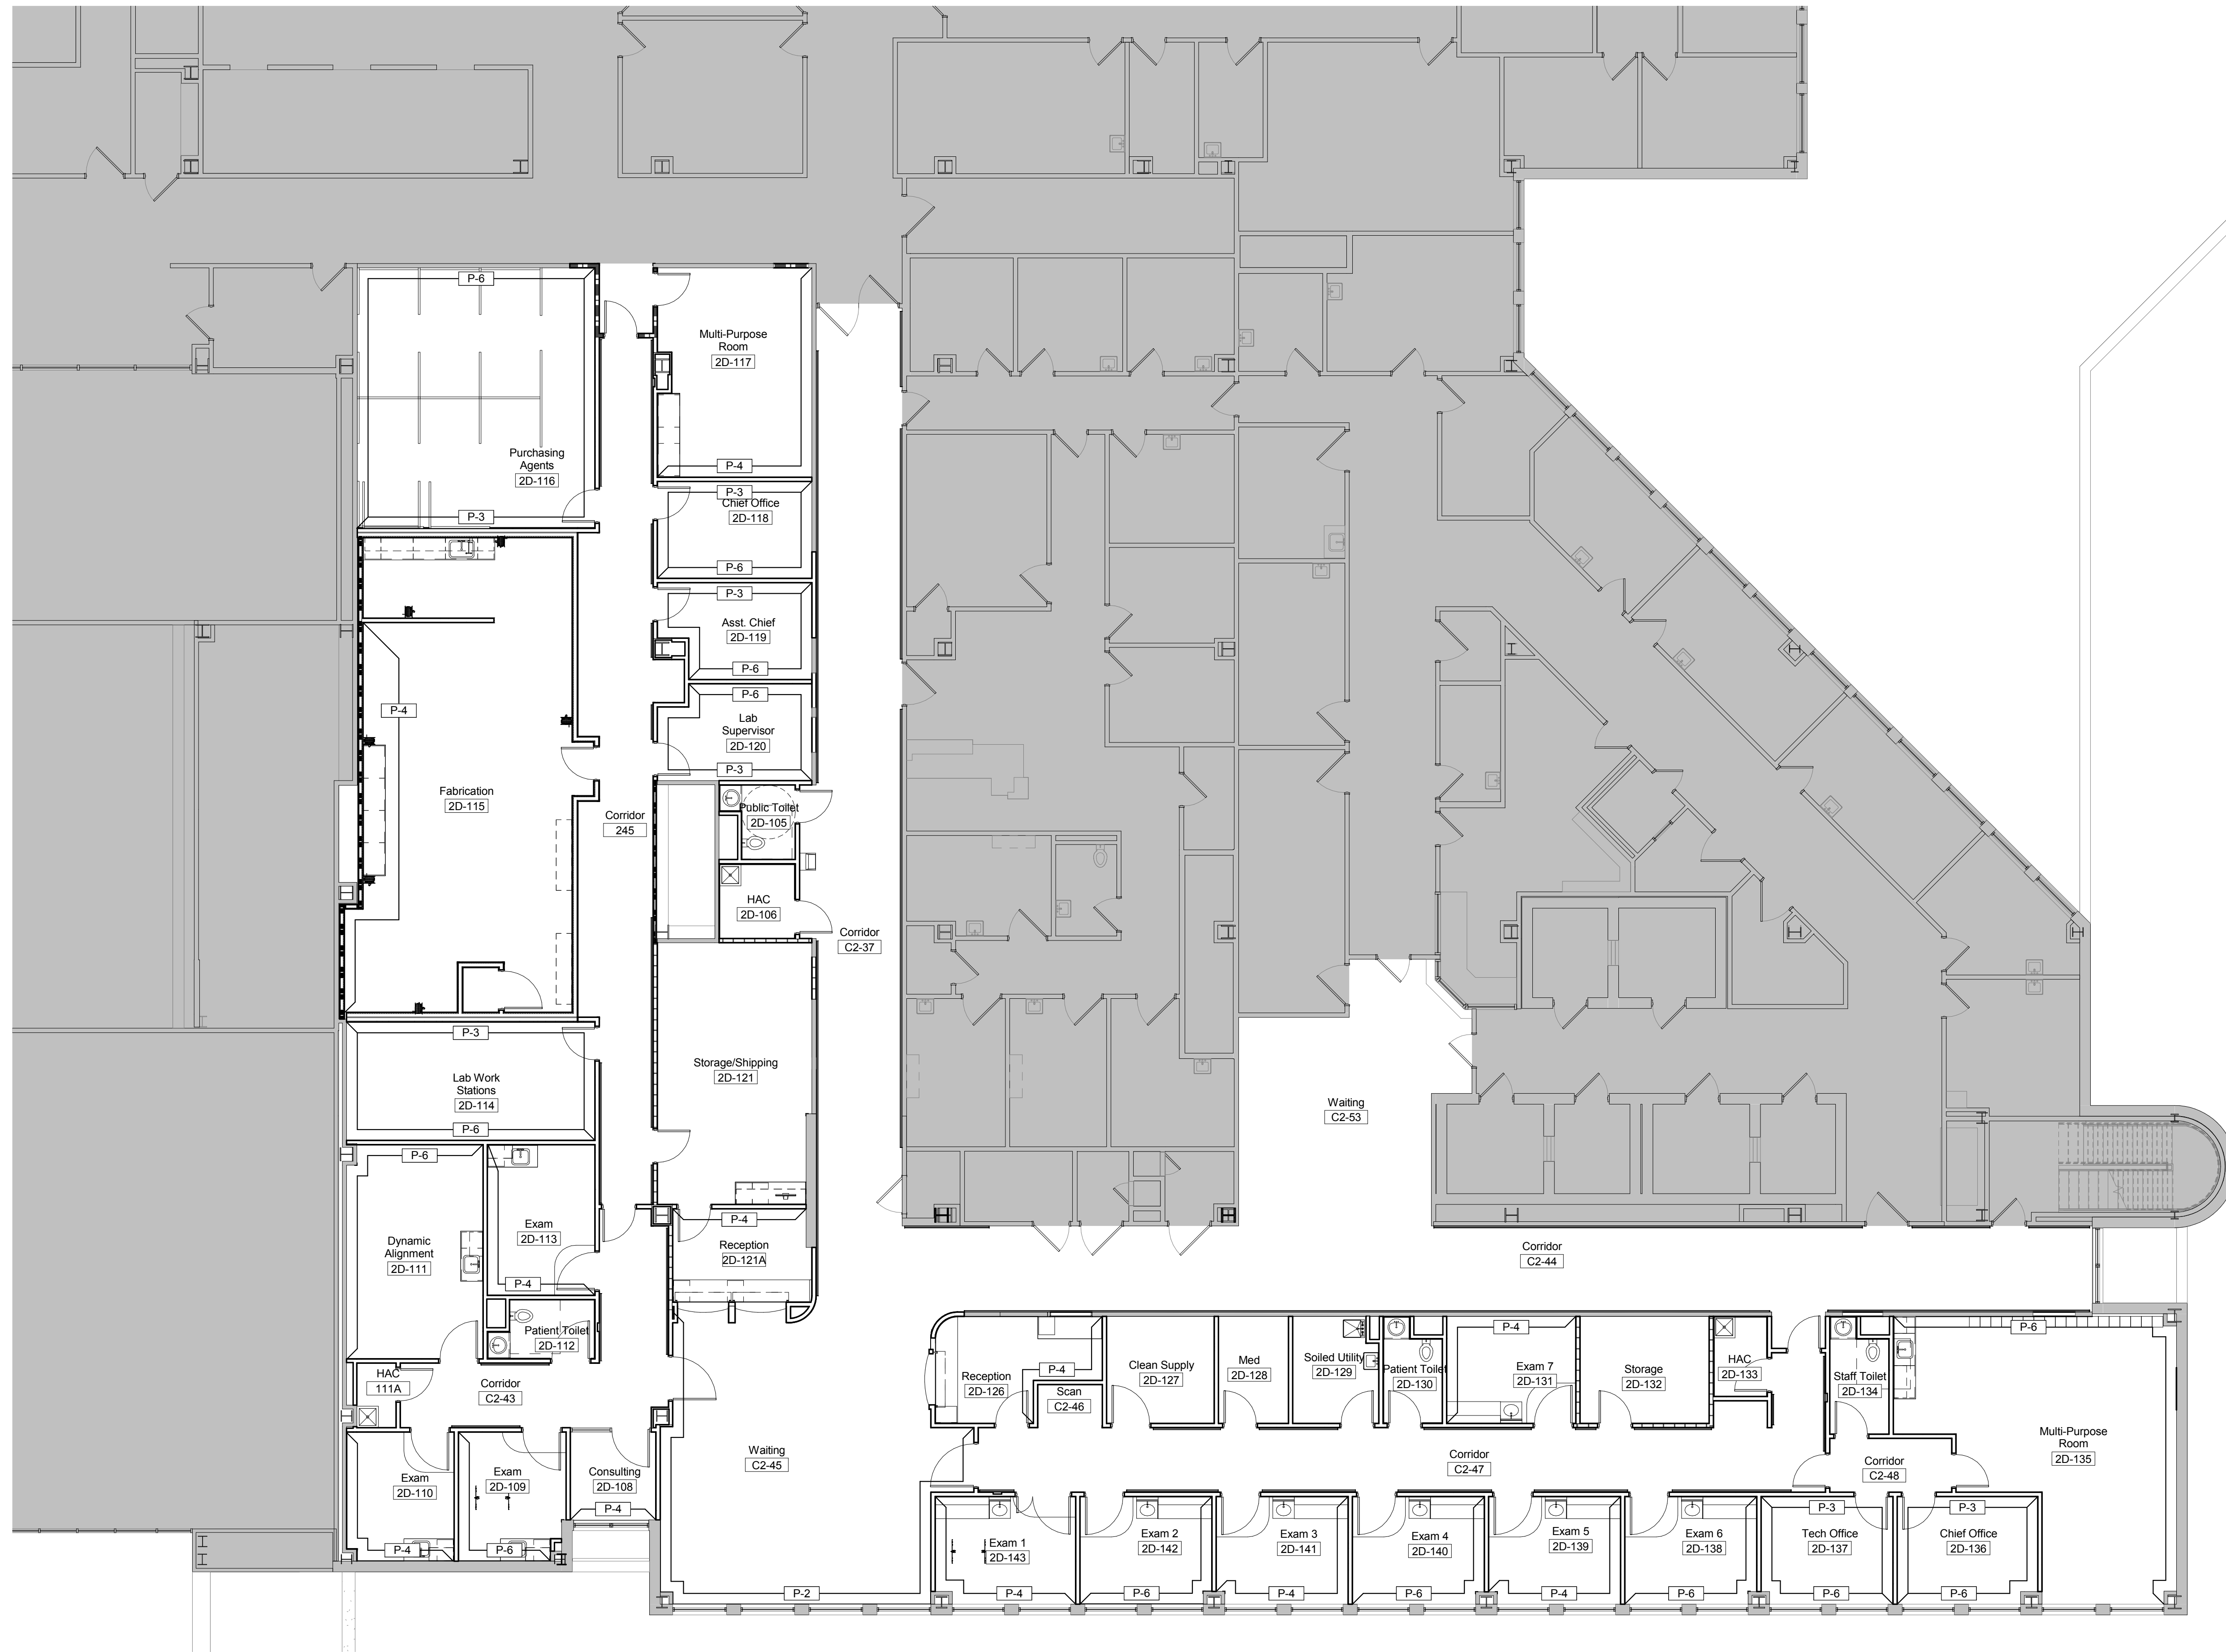 P-6
Purchasing
Agents
2D-116
P-3
Multi-Purpose
Room
2D-117
P-4
P-3
Chief Office
2D-118
P-6
P-3
Asst. Chief
2D-119
P-6
P-6
Lab
Supervisor
2D-120
P-3
P-4
Fabrication
2D-115
Corridor
245
Public Toilet
2D-105
HAC
2D-106
Corridor
C2-37
P-3
Lab Work
Stations
2D-114
P-6
Storage/Shipping
2D-121
Waiting
C2-53
P-6
Dynamic
Alignment
2D-111
Exam
2D-113
P-4
P-4
Reception
2D-121A
Patient Toilet
2D-112
HAC
111A
Corridor
C2-43
Exam
2D-110
P-4
Exam
2D-109
P-6
Consulting
2D-108
P-4
Waiting
C2-45
P-2
Corridor
C2-44
Reception
2D-126
P-4
Scan
C2-46
Clean Supply
2D-127
Med
2D-128
Soiled Utility
2D-129
Patient Toilet
2D-130
P-4
Exam 7
2D-131
Storage
2D-132
HAC
2D-133
Staff Toilet
2D-134
P-6
Multi-Purpose
Room
2D-135
Corridor
C2-47
Corridor
C2-48
Exam 1
2D-143
P-4
Exam 2
2D-142
P-6
Exam 3
2D-141
P-4
Exam 4
2D-140
P-6
Exam 5
2D-139
P-4
Exam 6
2D-138
P-6
P-3
Tech Office
2D-137
P-6
P-3
Chief Office
2D-136
P-6